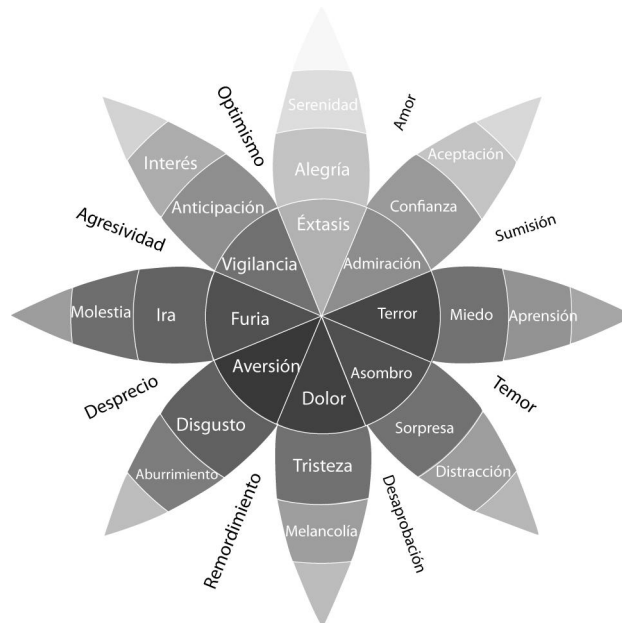 Serenidad
Optimismo
Amor
Interés
Alegría
Aceptación
Anticipación
Confianza
Agresividad
Éxtasis
Sumisión
Vigilancia
Admiración
Molestia
Ira
Furia
Terror
Miedo
Aprensión
Aversión
Asombro
Desprecio
Dolor
Temor
Disgusto
Sorpresa
Aburrimiento
Tristeza
Distracción
Remordimiento
Melancolía
Desaprobación